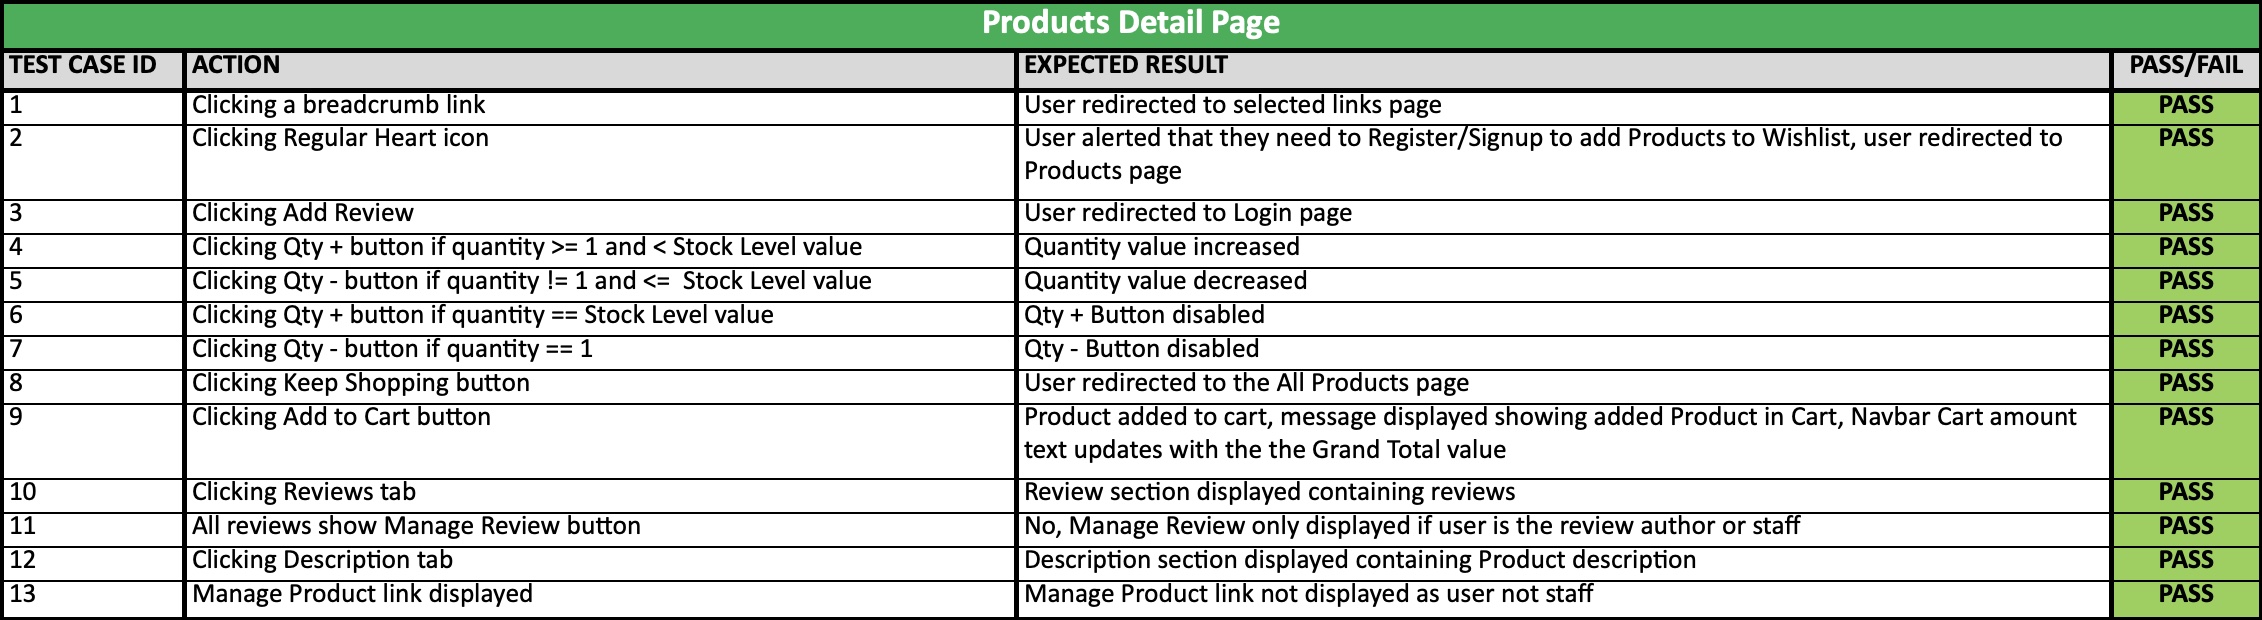 Products Detail Page
TEST CASE ID ACTION EXPECTED RESULT PASS/FAIL
1 Clicking a breadcrumb link User redirected to selected links page PASS
2 Clicking Regular Heart icon User alerted that they need to Register/Signup to add Products to Wishlist, user redirected to PASS
Products page
3 Clicking Add Review User redirected to Login page PASS
4 Clicking Qty + button if quantity >= 1 and < Stock Level value Quantity value increased PASS
5 Clicking Qty - button if quantity != 1 and <=  Stock Level value Quantity value decreased PASS
6 Clicking Qty + button if quantity == Stock Level value Qty + Button disabled PASS
7 Clicking Qty - button if quantity == 1 Qty - Button disabled PASS
8 Clicking Keep Shopping button User redirected to the All Products page PASS
9 Clicking Add to Cart button Product added to cart, message displayed showing added Product in Cart, Navbar Cart amount PASS
text updates with the the Grand Total value
10 Clicking Reviews tab Review section displayed containing reviews PASS
11 All reviews show Manage Review button No, Manage Review only displayed if user is the review author or staff PASS
12 Clicking Description tab Description section displayed containing Product description PASS
13 Manage Product link displayed Manage Product link not displayed as user not staff PASS